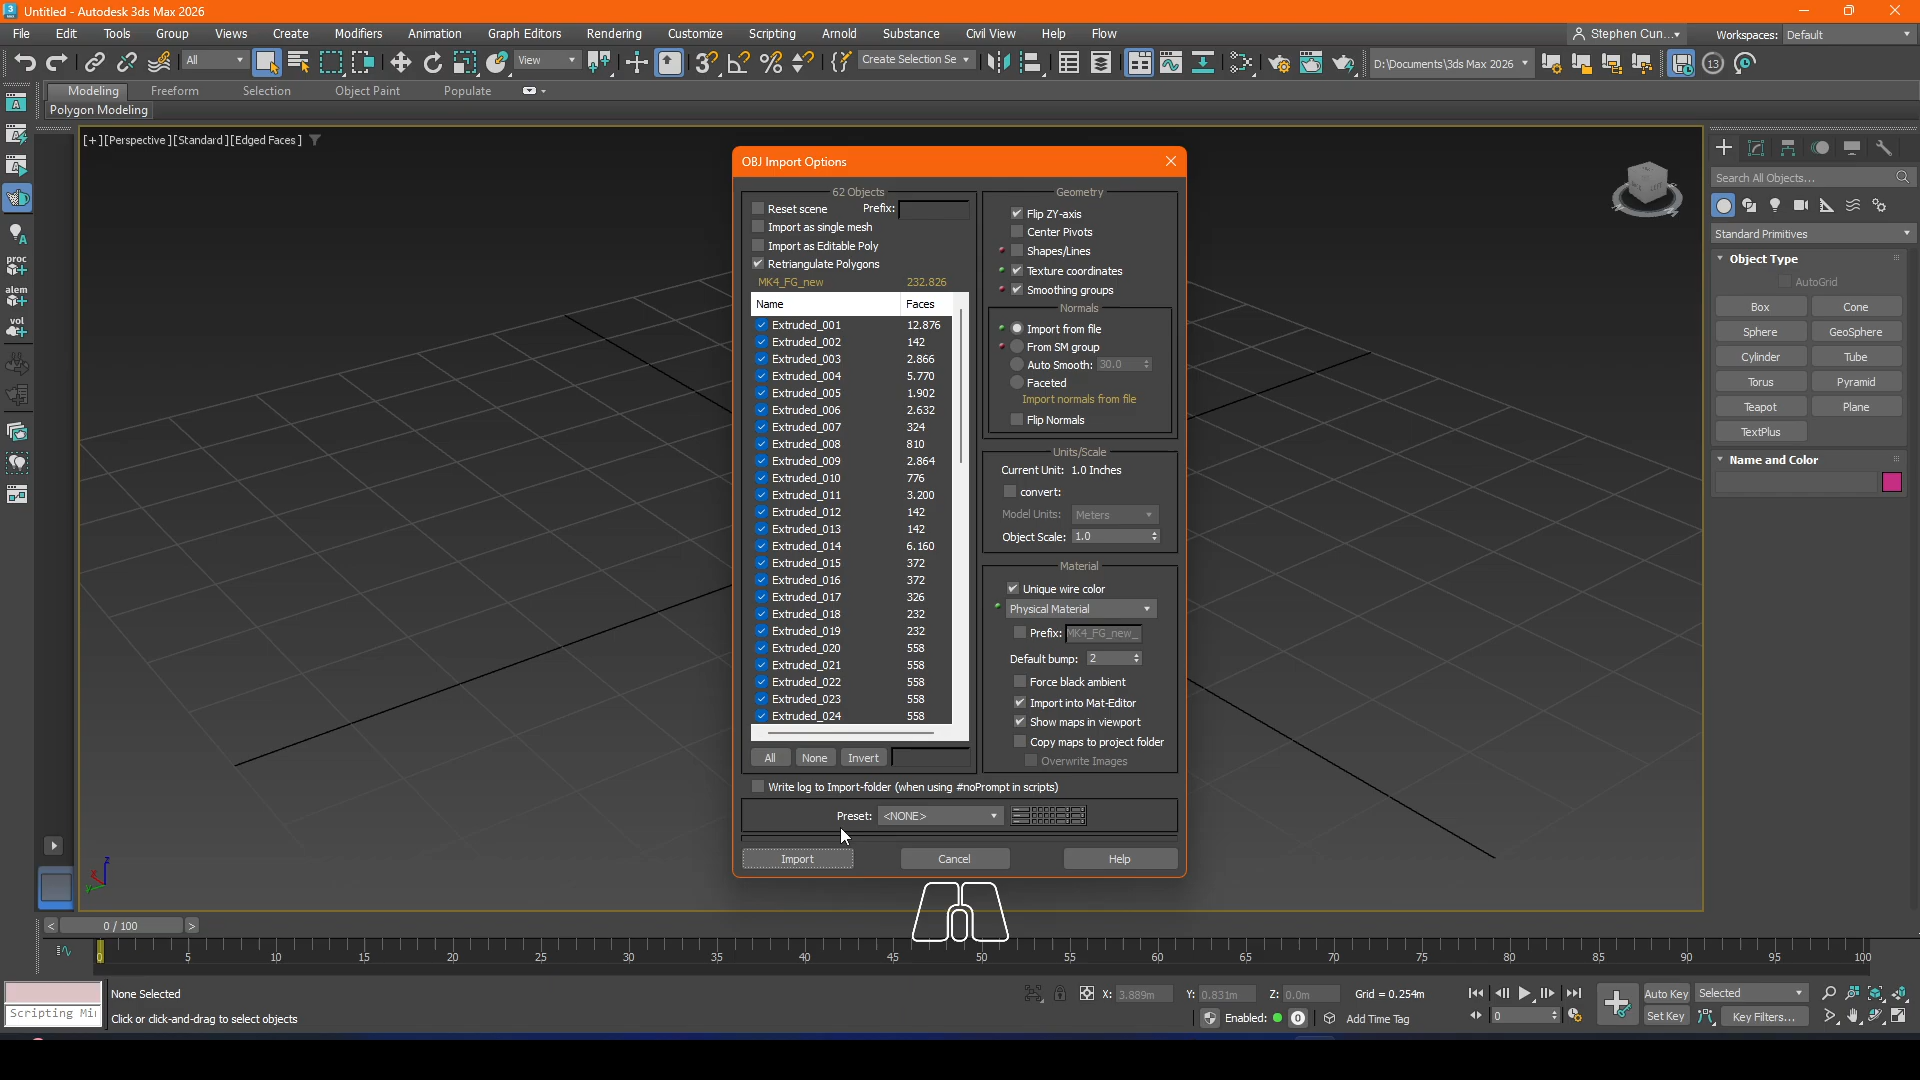 Untitled - Autodesk 3ds Max 2026
File Edit Tools Group Views Create Modifiers Animation Graph Editors Rendering Customize Scripting Arnold Substance Civil View Help Flow
Stephen Cun...
Workspaces: Default
All
View
Create Selection Se
D:\Documents\3ds Max 2026
13
Modeling Freeform Selection Object Paint Populate
Polygon Modeling
proc
alem
vol
[+][Perspective][Standard][Edged Faces]
OBJ Import Options
62 Objects
Reset scene Prefix:
Import as single mesh
Import as Editable Poly
Retriangulate Polygons
MK4_FG_new 232.826
Name Faces
Extruded_001 12.876
Extruded_002 142
Extruded_003 2.866
Extruded_004 5.770
Extruded_005 1.902
Extruded_006 2.632
Extruded_007 324
Extruded_008 810
Extruded_009 2.864
Extruded_010 776
Extruded_011 3.200
Extruded_012 142
Extruded_013 142
Extruded_014 6.160
Extruded_015 372
Extruded_016 372
Extruded_017 326
Extruded_018 232
Extruded_019 232
Extruded_020 558
Extruded_021 558
Extruded_022 558
Extruded_023 558
Extruded_024 558
All None Invert
Geometry
Flip ZY-axis
Center Pivots
Shapes/Lines
Texture coordinates
Smoothing groups
Normals
Import from file
From SM group
Auto Smooth: 30.0
Faceted
Import normals from file
Flip Normals
Units/Scale
Current Unit: 1.0 Inches
convert:
Model Units: Meters
Object Scale: 1.0
Material
Unique wire color
Physical Material
Prefix: MK4_FG_new_
Default bump: 2
Force black ambient
Import into Mat-Editor
Show maps in viewport
Copy maps to project folder
Overwrite Images
Write log to Import-folder (when using #noPrompt in scripts)
Preset: <NONE>
Import Cancel Help
Search All Objects...
Standard Primitives
Object Type
AutoGrid
Box Cone
Sphere GeoSphere
Cylinder Tube
Torus Pyramid
Teapot Plane
TextPlus
Name and Color
z
x
y
< 0 / 100 >
0 5 10 15 20 25 30 35 40 45 50 55 60 65 70 75 80 85 90 95 100
None Selected
Scripting Mi
Click or click-and-drag to select objects
X: 3.889m Y: 0.831m Z: 0.0m Grid = 0.254m
Enabled: 0 Add Time Tag
0
Auto Key Selected
Set Key Key Filters...